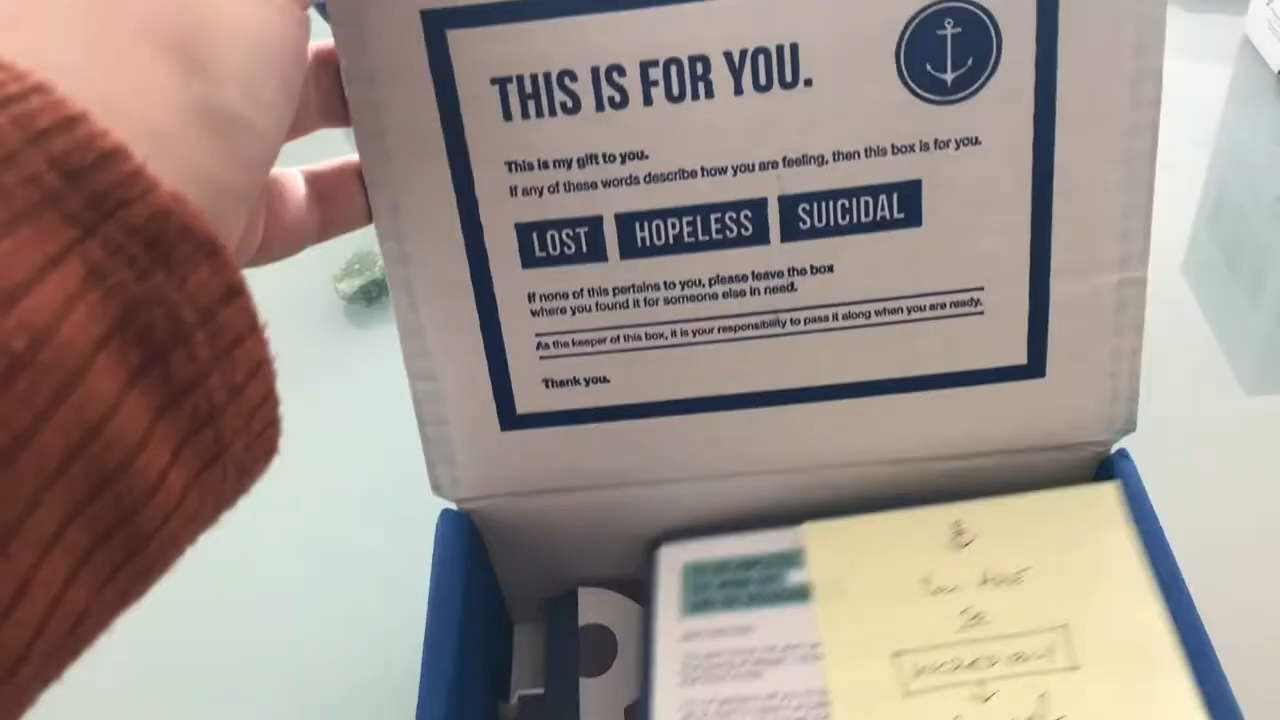 THIS IS FOR YOU.
This is my gift to you.
If any of these words describe how you are feeling, then this box is for you.
LOST HOPELESS SUICIDAL
If none of this pertains to you, please leave the box
where you found it for someone else in need.
As the keeper of this box, it is your responsibility to pass it along when you are ready.
Thank you.
You are
So